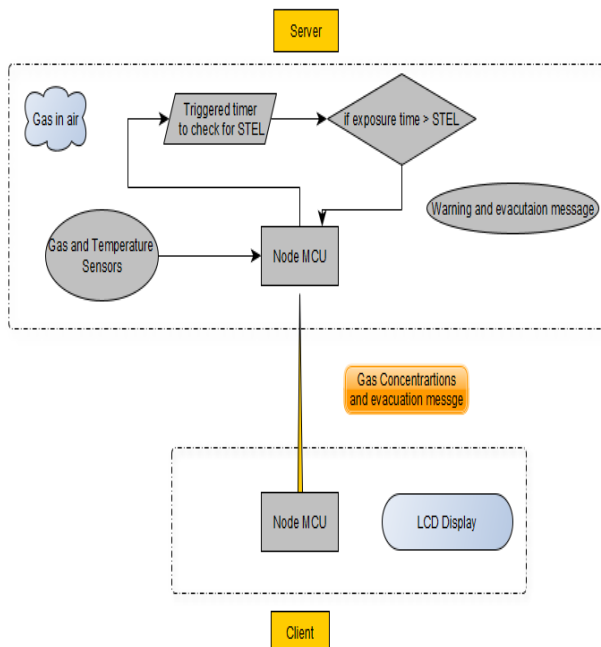 Server
Gas in air
Triggered timer
to check for STEL
if exposure time > STEL
Warning and evacutaion message
Gas and Temperature
Sensors
Node MCU
Gas Concentrartions
and evacuation messge
Node MCU
LCD Display
Client